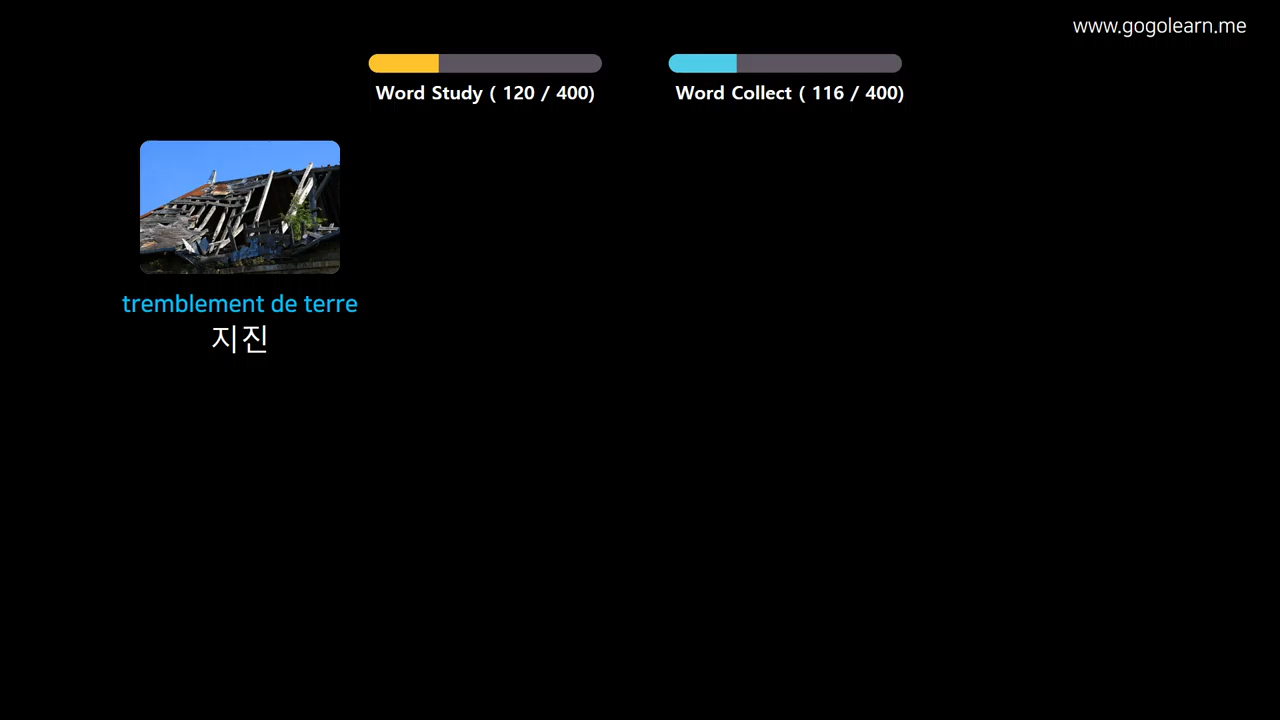 www.gogolearn.me
Word Study ( 120 / 400)
Word Collect ( 116 / 400)
tremblement de terre
지진